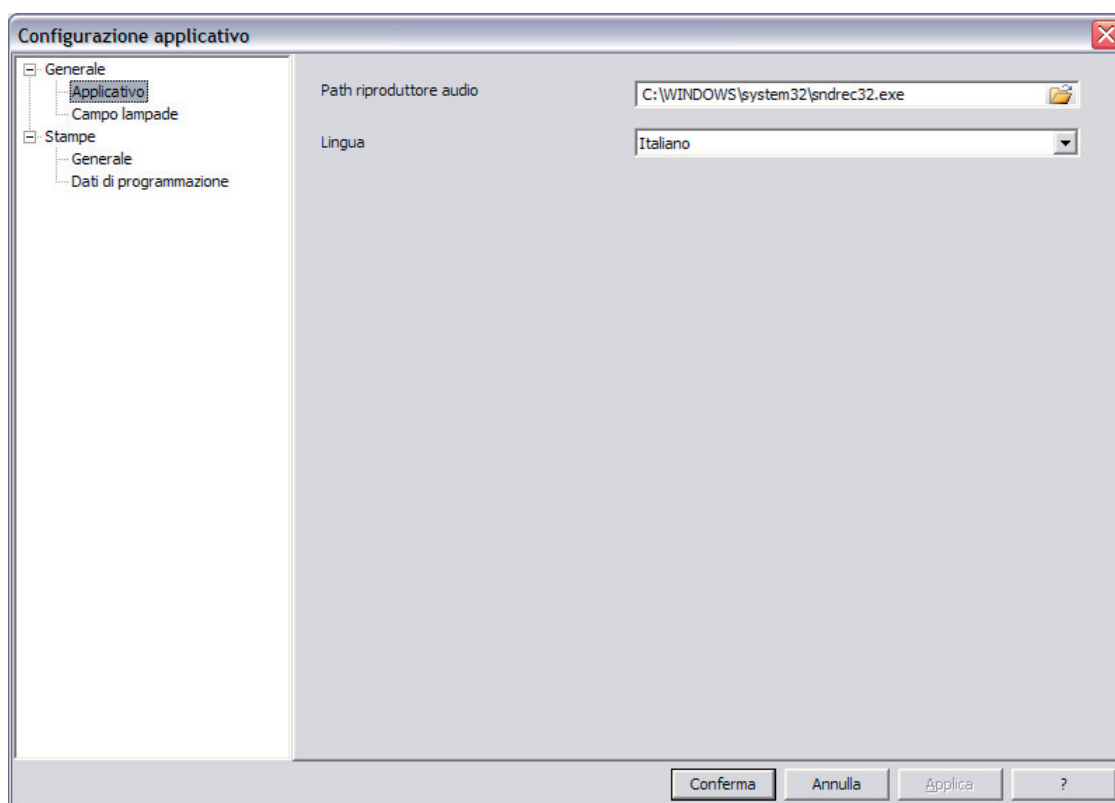 Configurazione applicativo
Generale
Applicativo
Campo lampade
Stampe
Generale
Dati di programmazione
Path riproduttore audio
C:\WINDOWS\system32\sndrec32.exe
Lingua
Italiano
Conferma
Annulla
Applica
?